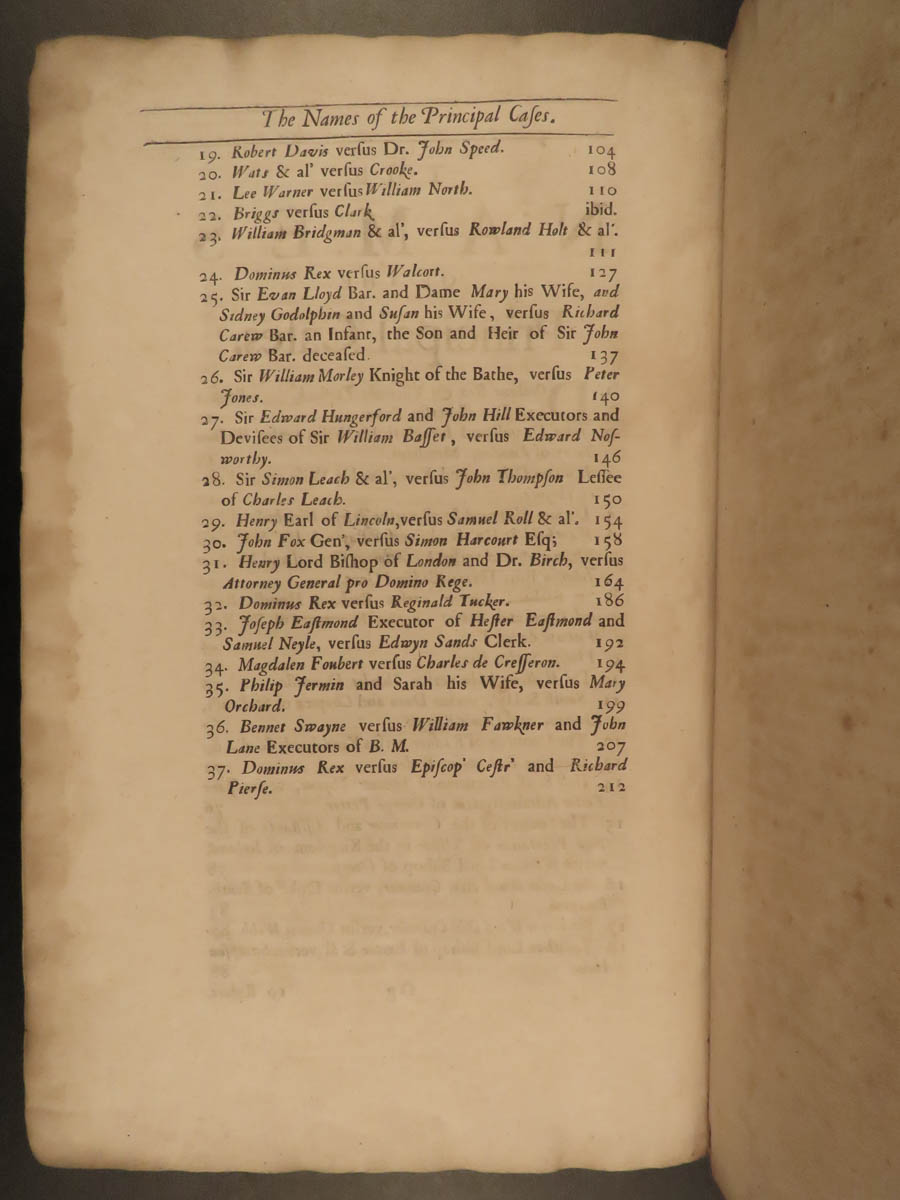 The Names of the Principal Caſes.
19. Robert Davis verſus Dr. John Speed. 104
20. Wats & al' verſus Crooke. 108
21. Lee Warner verſus William North. 110
22. Briggs verſus Clark ibid.
23. William Bridgman & al', verſus Rowland Holt & al'.
111
24. Dominus Rex verſus Walcort. 127
25. Sir Evan Lloyd Bar. and Dame Mary his Wife, and
Sidney Godolphin and Suſan his Wife, verſus Richard
Carew Bar. an Infant, the Son and Heir of Sir John
Carew Bar. deceaſed. 137
26. Sir William Morley Knight of the Bathe, verſus Peter
Jones. 140
27. Sir Edward Hungerford and John Hill Executors and
Deviſees of Sir William Baſſet, verſus Edward Noſ-
worthy. 146
28. Sir Simon Leach & al', verſus John Thompſon Leſſee
of Charles Leach. 150
29. Henry Earl of Lincoln, verſus Samuel Roll & al'. 154
30. John Fox Gen', verſus Simon Harcourt Eſq; 158
31. Henry Lord Biſhop of London and Dr. Birch, verſus
Attorney General pro Domino Rege. 164
32. Dominus Rex verſus Reginald Tucker. 186
33. Joſeph Eaſtmond Executor of Heſter Eaſtmond and
Samuel Neyle, verſus Edwyn Sands Clerk. 192
34. Magdalen Foubert verſus Charles de Creſſeron. 194
35. Philip Jermin and Sarah his Wife, verſus Mary
Orchard. 199
36. Bennet Swayne verſus William Fawkner and John
Lane Executors of B. M. 207
37. Dominus Rex verſus Epiſcop' Ceſtr' and Richard
Pierſe. 212